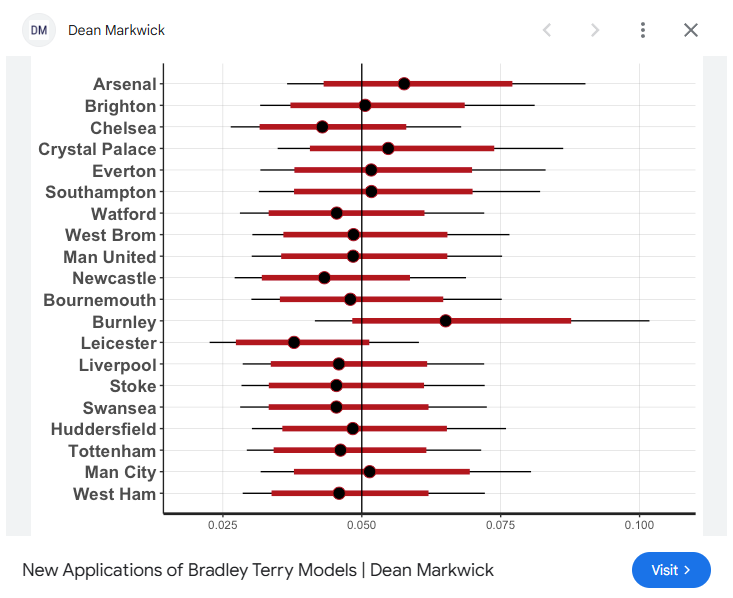 DM Dean Markwick
Arsenal
Brighton
Chelsea
Crystal Palace
Everton
Southampton
Watford
West Brom
Man United
Newcastle
Bournemouth
Burnley
Leicester
Liverpool
Stoke
Swansea
Huddersfield
Tottenham
Man City
West Ham
0.025 0.050 0.075 0.100
New Applications of Bradley Terry Models | Dean Markwick
Visit